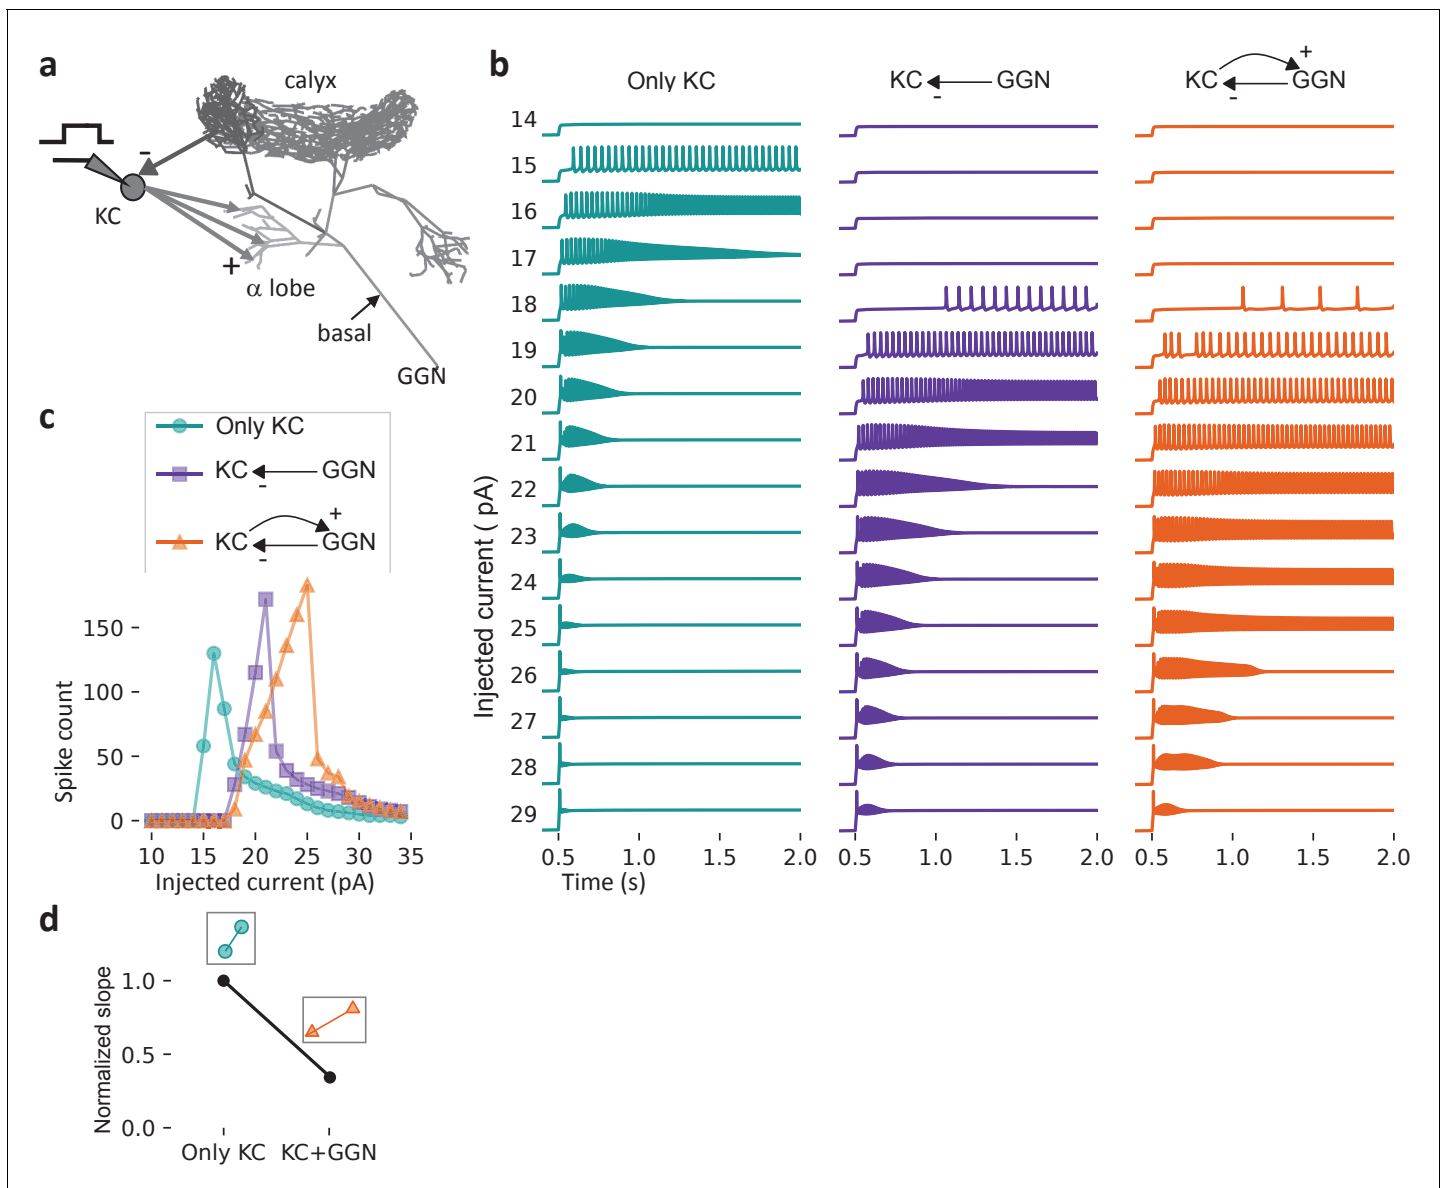 a
calyx
-
KC
+
α lobe
basal
GGN
b
Only KC
KC GGN
-
+
KC GGN
-
Injected current ( pA)
14
15
16
17
18
19
20
21
22
23
24
25
26
27
28
29
0.5 1.0 1.5 2.0
0.5 1.0 1.5 2.0
0.5 1.0 1.5 2.0
Time (s)
c
Only KC
KC GGN
-
+
KC GGN
-
Spike count
150
100
50
0
10 15 20 25 30 35
Injected current (pA)
d
Normalized slope
1.0
0.5
0.0
Only KC KC+GGN